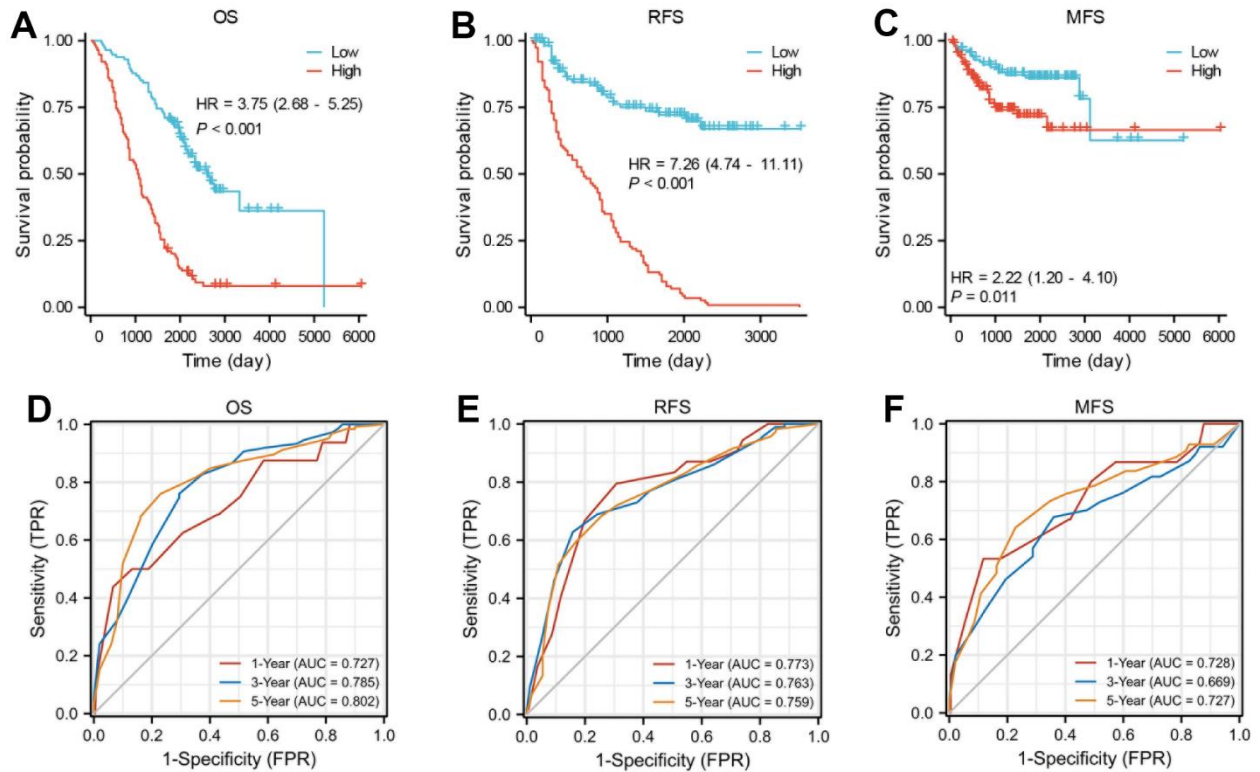 A
OS
1.00
0.75
0.50
0.25
0.00
Survival probability
Low
High
HR = 3.75 (2.68 - 5.25)
P < 0.001
0 1000 2000 3000 4000 5000 6000
Time (day)
B
RFS
1.00
0.75
0.50
0.25
0.00
Survival probability
Low
High
HR = 7.26 (4.74 - 11.11)
P < 0.001
0 1000 2000 3000
Time (day)
C
MFS
1.00
0.75
0.50
0.25
0.00
Survival probability
Low
High
HR = 2.22 (1.20 - 4.10)
P = 0.011
0 1000 2000 3000 4000 5000 6000
Time (day)
D
OS
1.0
0.8
0.6
0.4
0.2
0.0
Sensitivity (TPR)
1-Year (AUC = 0.727)
3-Year (AUC = 0.785)
5-Year (AUC = 0.802)
0.0 0.2 0.4 0.6 0.8 1.0
1-Specificity (FPR)
E
RFS
1.0
0.8
0.6
0.4
0.2
0.0
Sensitivity (TPR)
1-Year (AUC = 0.773)
3-Year (AUC = 0.763)
5-Year (AUC = 0.759)
0.0 0.2 0.4 0.6 0.8 1.0
1-Specificity (FPR)
F
MFS
1.0
0.8
0.6
0.4
0.2
0.0
Sensitivity (TPR)
1-Year (AUC = 0.728)
3-Year (AUC = 0.669)
5-Year (AUC = 0.727)
0.0 0.2 0.4 0.6 0.8 1.0
1-Specificity (FPR)